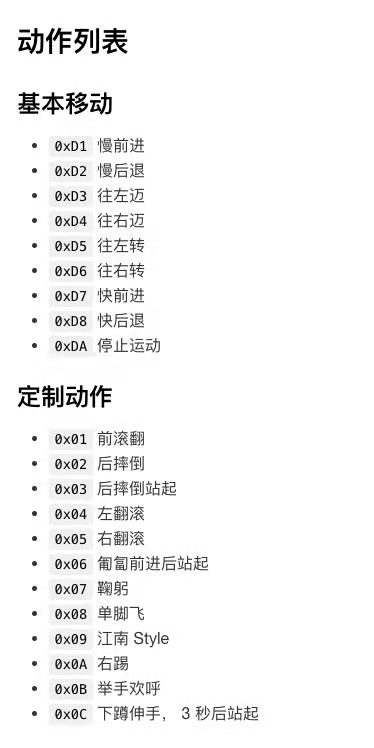 动作列表
基本移动
0xD1 慢前进
0xD2 慢后退
0xD3 往左迈
0xD4 往右迈
0xD5 往左转
0xD6 往右转
0xD7 快前进
0xD8 快后退
0xDA 停止运动
定制动作
0x01 前滚翻
0x02 后摔倒
0x03 后摔倒站起
0x04 左翻滚
0x05 右翻滚
0x06 匍匐前进后站起
0x07 鞠躬
0x08 单脚飞
0x09 江南 Style
0x0A 右踢
0x0B 举手欢呼
0x0C 下蹲伸手， 3 秒后站起